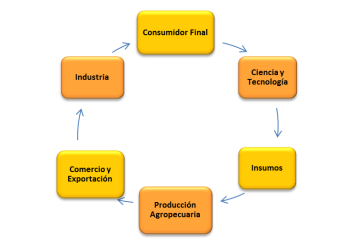 Consumidor Final
Ciencia y
Tecnología
Insumos
Producción
Agropecuaria
Comercio y
Exportación
Industria